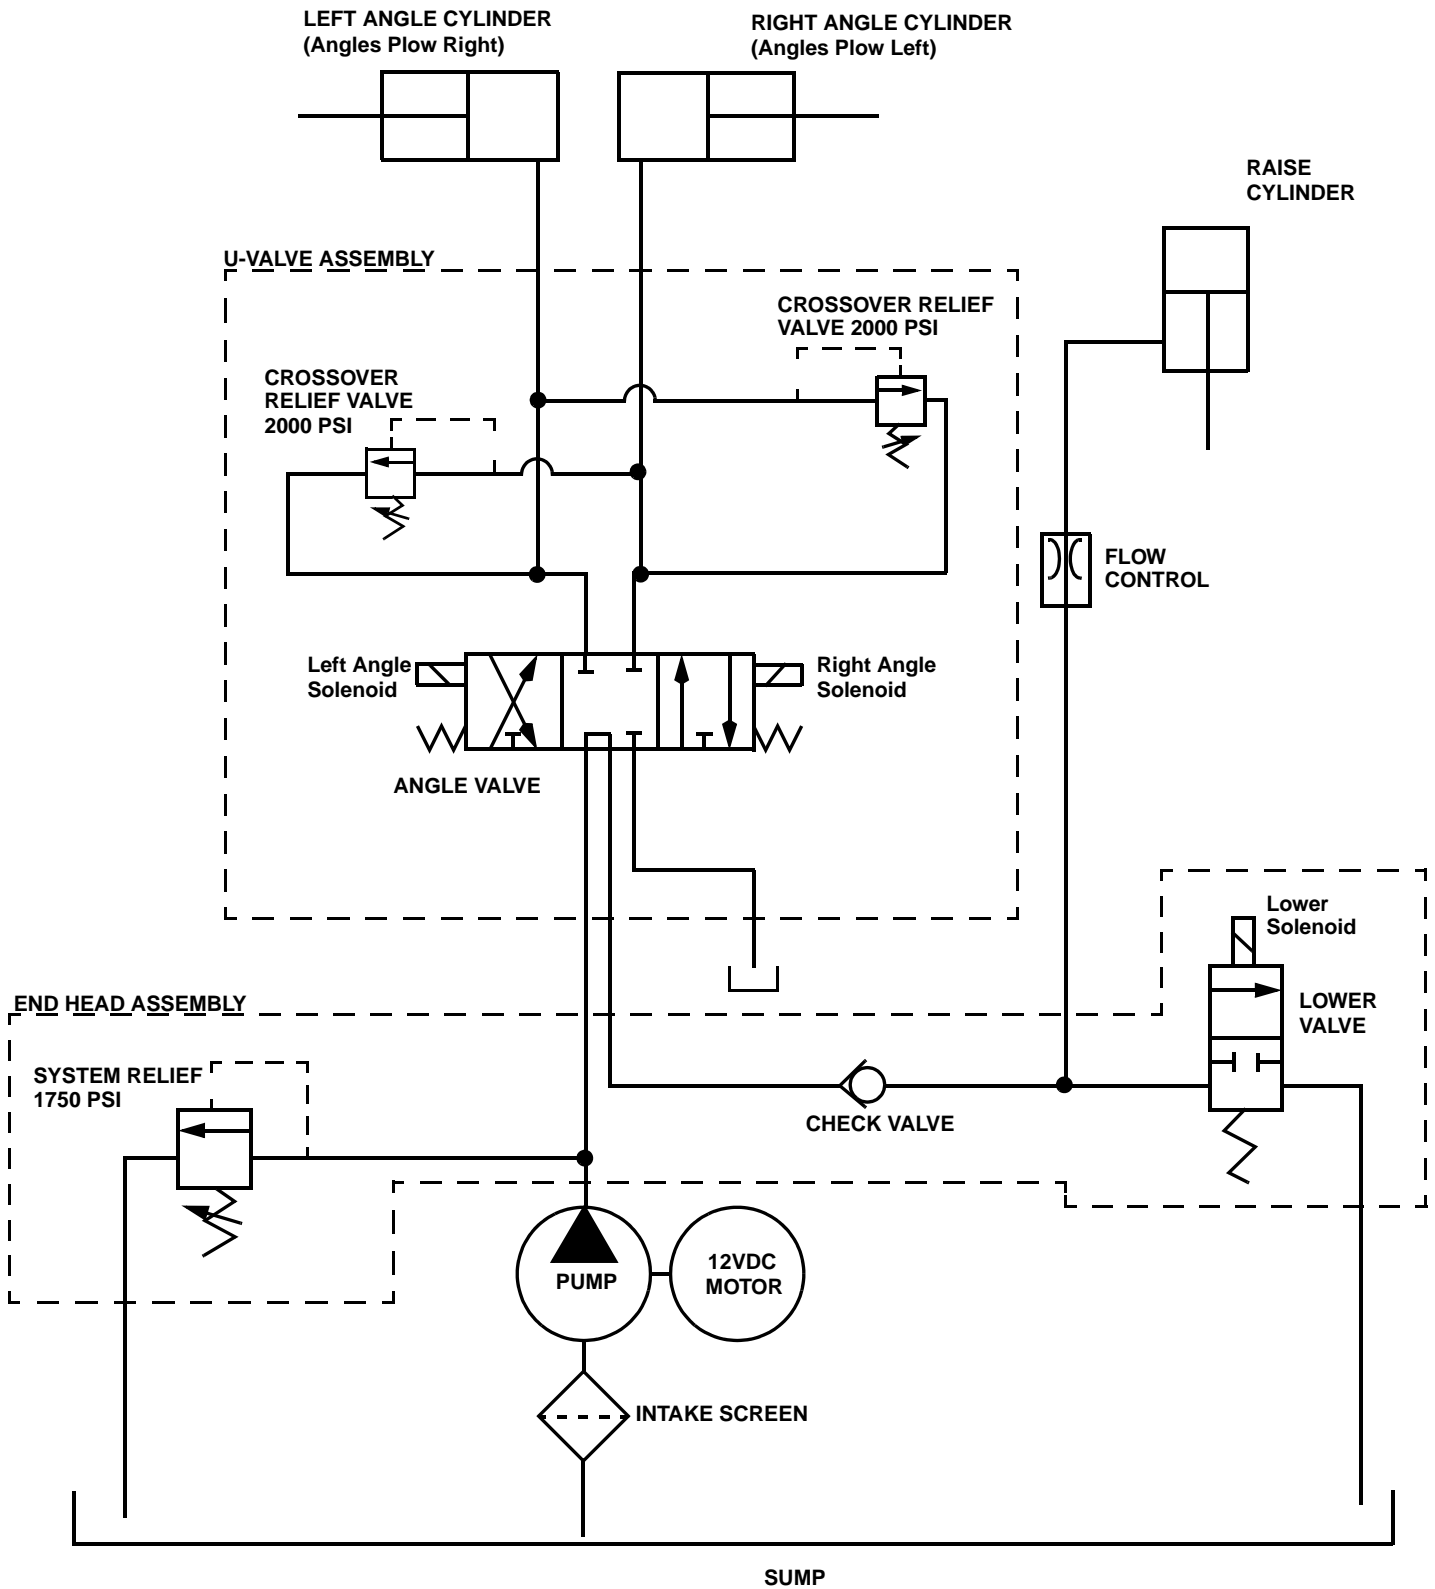 LEFT ANGLE CYLINDER
(Angles Plow Right)
RIGHT ANGLE CYLINDER
(Angles Plow Left)
RAISE
CYLINDER
U-VALVE ASSEMBLY
CROSSOVER RELIEF
VALVE 2000 PSI
CROSSOVER
RELIEF VALVE
2000 PSI
FLOW
CONTROL
Left Angle
Solenoid
Right Angle
Solenoid
ANGLE VALVE
Lower
Solenoid
END HEAD ASSEMBLY
LOWER
VALVE
SYSTEM RELIEF
1750 PSI
CHECK VALVE
PUMP
12VDC
MOTOR
INTAKE SCREEN
SUMP